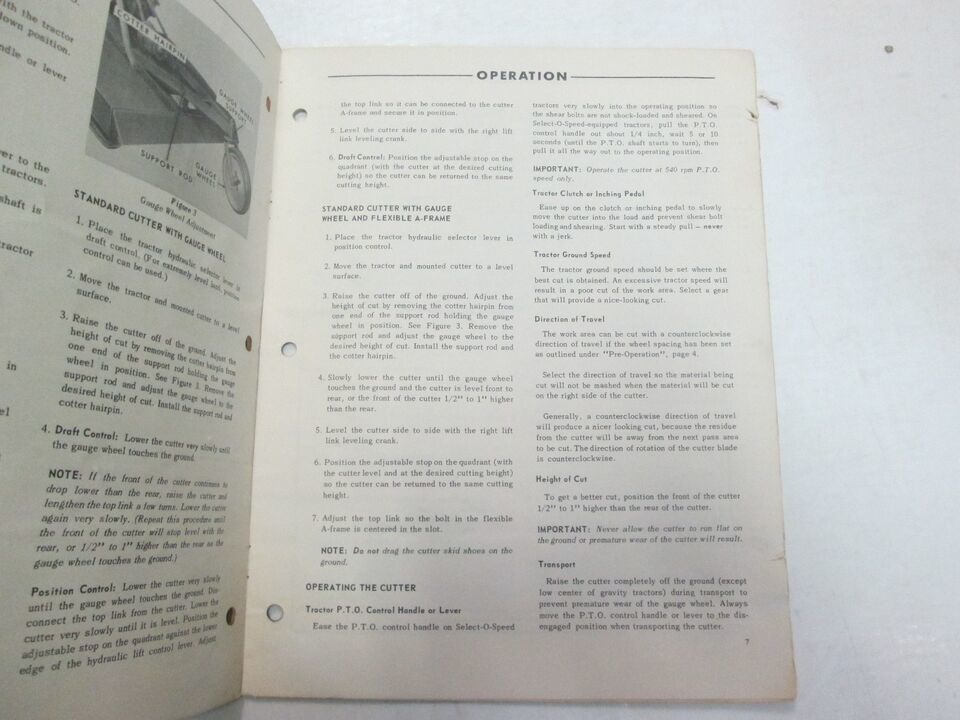 with the tractor
down position.
handle or lever
ver to the
tractors.
shaft is
tractor
in
COTTER HAIRPIN
GAUGE WHEEL
SUPPORT
SUPPORT ROD
GAUGE
WHEEL
Figure 3
Gauge Wheel Adjustment
STANDARD CUTTER WITH GAUGE WHEEL
1. Place the tractor hydraulic selector lever in
draft control. (For extremely level land, position
control can be used.)
2. Move the tractor and mounted cutter to a level
surface.
3. Raise the cutter off of the ground. Adjust the
height of cut by removing the cotter hairpin from
one end of the support rod holding the gauge
wheel in position. See Figure 3. Remove the
support rod and adjust the gauge wheel to the
desired height of cut. Install the support rod and
cotter hairpin.
4. Draft Control: Lower the cutter very slowly until
the gauge wheel touches the ground.
NOTE: If the front of the cutter continues to
drop lower than the rear, raise the cutter and
lengthen the top link a few turns. Lower the cutter
again very slowly. (Repeat this procedure until
the front of the cutter will stop level with the
rear, or 1/2" to 1" higher than the rear as the
gauge wheel touches the ground.)
Position Control: Lower the cutter very slowly
until the gauge wheel touches the ground. Dis-
connect the top link from the cutter. Lower the
cutter very slowly until it is level. Position the
adjustable stop on the quadrant against the lower
edge of the hydraulic lift control lever. Adjust
OPERATION
the top link so it can be connected to the cutter
A-frame and secure it in position.
5. Level the cutter side to side with the right lift
link leveling crank.
6. Draft Control: Position the adjustable stop on the
quadrant (with the cutter at the desired cutting
height) so the cutter can be returned to the same
cutting height.
STANDARD CUTTER WITH GAUGE
WHEEL AND FLEXIBLE A-FRAME
1. Place the tractor hydraulic selector lever in
position control.
2. Move the tractor and mounted cutter to a level
surface.
3. Raise the cutter off of the ground. Adjust the
height of cut by removing the cotter hairpin from
one end of the support rod holding the gauge
wheel in position. See Figure 3. Remove the
support rod and adjust the gauge wheel to the
desired height of cut. Install the support rod and
the cotter hairpin.
4. Slowly lower the cutter until the gauge wheel
touches the ground and the cutter is level front to
rear, or the front of the cutter 1/2" to 1" higher
than the rear.
5. Level the cutter side to side with the right lift
link leveling crank.
6. Position the adjustable stop on the quadrant (with
the cutter level and at the desired cutting height)
so the cutter can be returned to the same cutting
height.
7. Adjust the top link so the bolt in the flexible
A-frame is centered in the slot.
NOTE: Do not drag the cutter skid shoes on the
ground.
OPERATING THE CUTTER
Tractor P.T.O. Control Handle or Lever
Ease the P.T.O. control handle on Select-O-Speed
tractors very slowly into the operating position so
the shear bolts are not shock-loaded and sheared. On
Select-O-Speed-equipped tractors, pull the P.T.O.
control handle out about 1/4 inch, wait 5 or 10
seconds (until the P.T.O. shaft starts to turn), then
pull it all the way out to the operating position.
IMPORTANT: Operate the cutter at 540 rpm P.T.O.
speed only.
Tractor Clutch or Inching Pedal
Ease up on the clutch or inching pedal to slowly
move the cutter into the load and prevent shear bolt
loading and shearing. Start with a steady pull - never
with a jerk.
Tractor Ground Speed
The tractor ground speed should be set where the
best cut is obtained. An excessive tractor speed will
result in a poor cut of the work area. Select a gear
that will provide a nice-looking cut.
Direction of Travel
The work area can be cut with a counterclockwise
direction of travel if the wheel spacing has been set
as outlined under "Pre-Operation", page 4.
Select the direction of travel so the material being
cut will not be mashed when the material will be cut
on the right side of the cutter.
Generally, a counterclockwise direction of travel
will produce a nicer looking cut, because the residue
from the cutter will be away from the next pass area
to be cut. The direction of rotation of the cutter blade
is counterclockwise.
Height of Cut
To get a better cut, position the front of the cutter
1/2" to 1" higher than the rear of the cutter.
IMPORTANT: Never allow the cutter to run flat on
the ground or premature wear of the cutter will result.
Transport
Raise the cutter completely off the ground (except
low center of gravity tractors) during transport to
prevent premature wear of the gauge wheel. Always
move the P.T.O. control handle or lever to the dis-
engaged position when transporting the cutter.
7